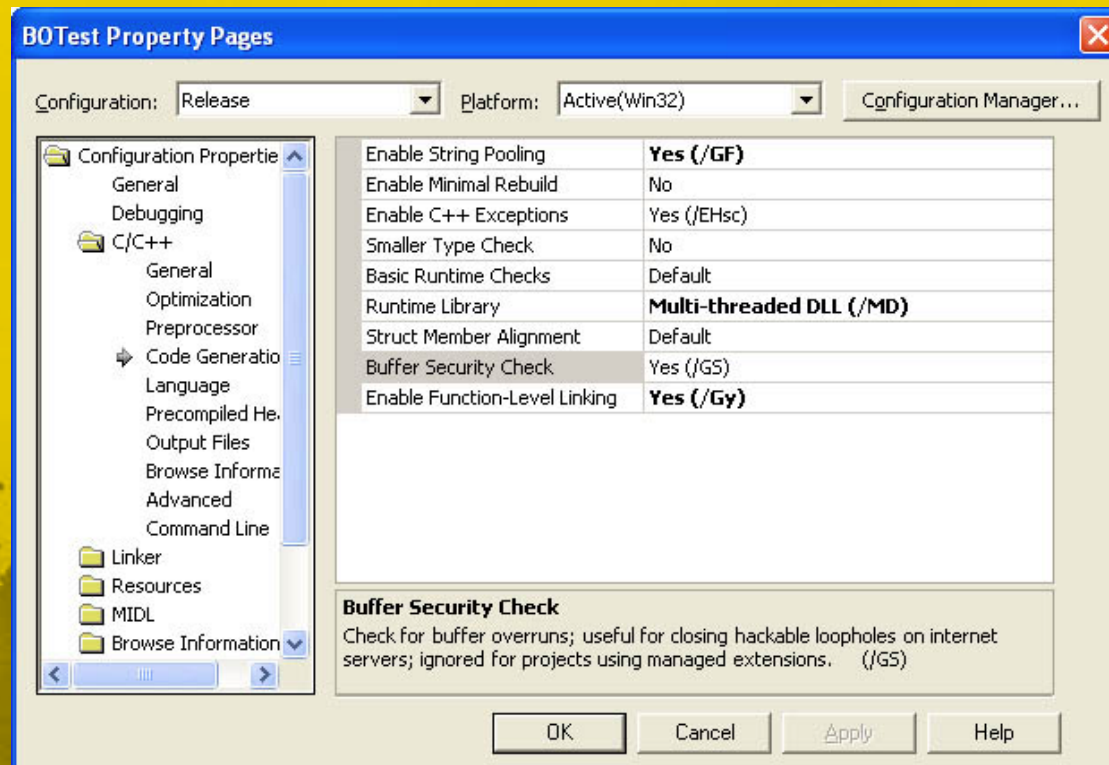 BOTest Property Pages
Configuration: Release Platform: Active(Win32) Configuration Manager...
Configuration Propertie
General
Debugging
C/C++
General
Optimization
Preprocessor
Code Generatio
Language
Precompiled He
Output Files
Browse Informa
Advanced
Command Line
Linker
Resources
MIDL
Browse Information
Enable String Pooling Yes (/GF)
Enable Minimal Rebuild No
Enable C++ Exceptions Yes (/EHsc)
Smaller Type Check No
Basic Runtime Checks Default
Runtime Library Multi-threaded DLL (/MD)
Struct Member Alignment Default
Buffer Security Check Yes (/GS)
Enable Function-Level Linking Yes (/Gy)
Buffer Security Check
Check for buffer overruns; useful for closing hackable loopholes on internet
servers; ignored for projects using managed extensions. (/GS)
OK Cancel Apply Help